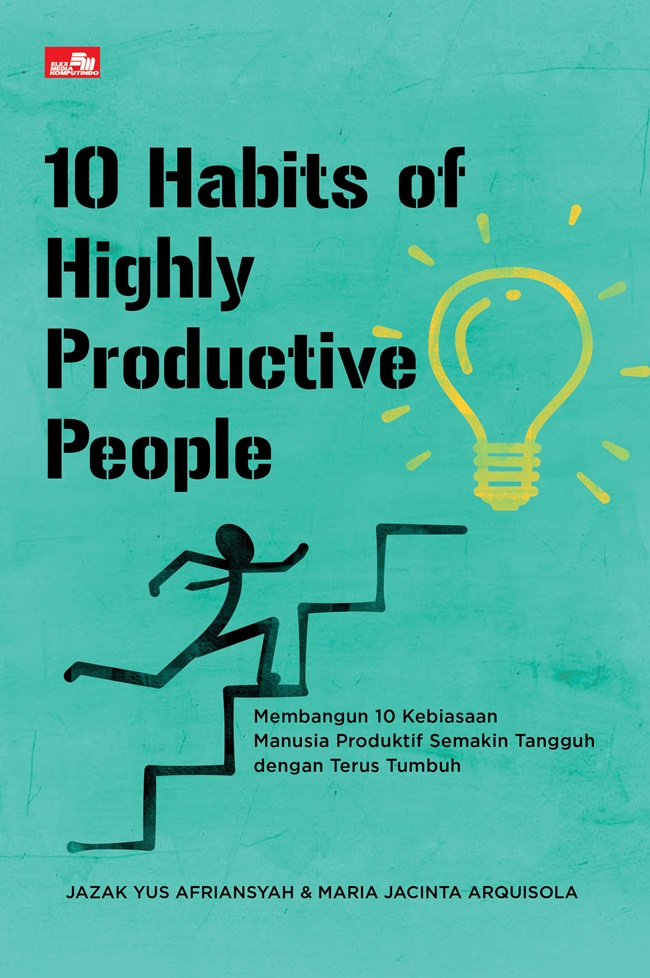 ELEX
MEDIA
KOMPUTINDO
10 Habits of
Highly
Productive
People
Membangun 10 Kebiasaan
Manusia Produktif Semakin Tangguh
dengan Terus Tumbuh
JAZAK YUS AFRIANSYAH & MARIA JACINTA ARQUISOLA